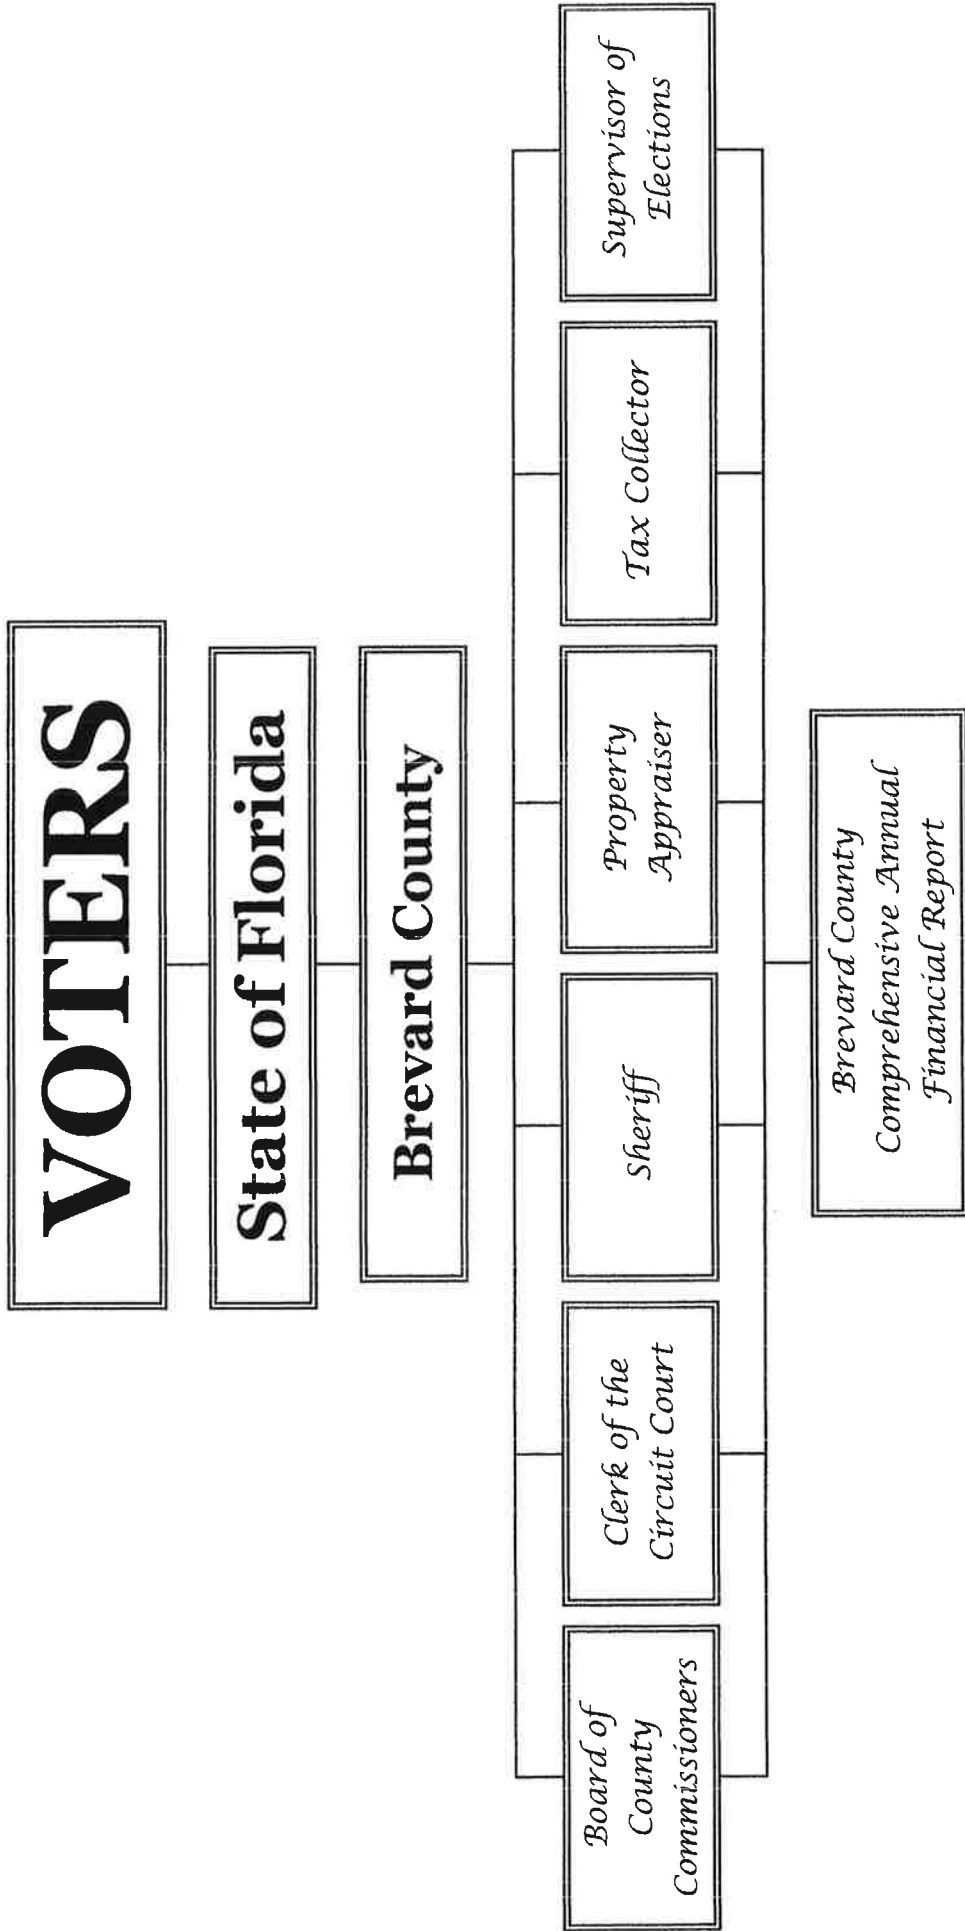 VOTERS
State of Florida
Brevard County
Board of
County
Commissioners
Clerk of the
Circuit Court
Sheriff
Property
Appraiser
Tax Collector
Supervisor of
Elections
Brevard County
Comprehensive Annual
Financial Report